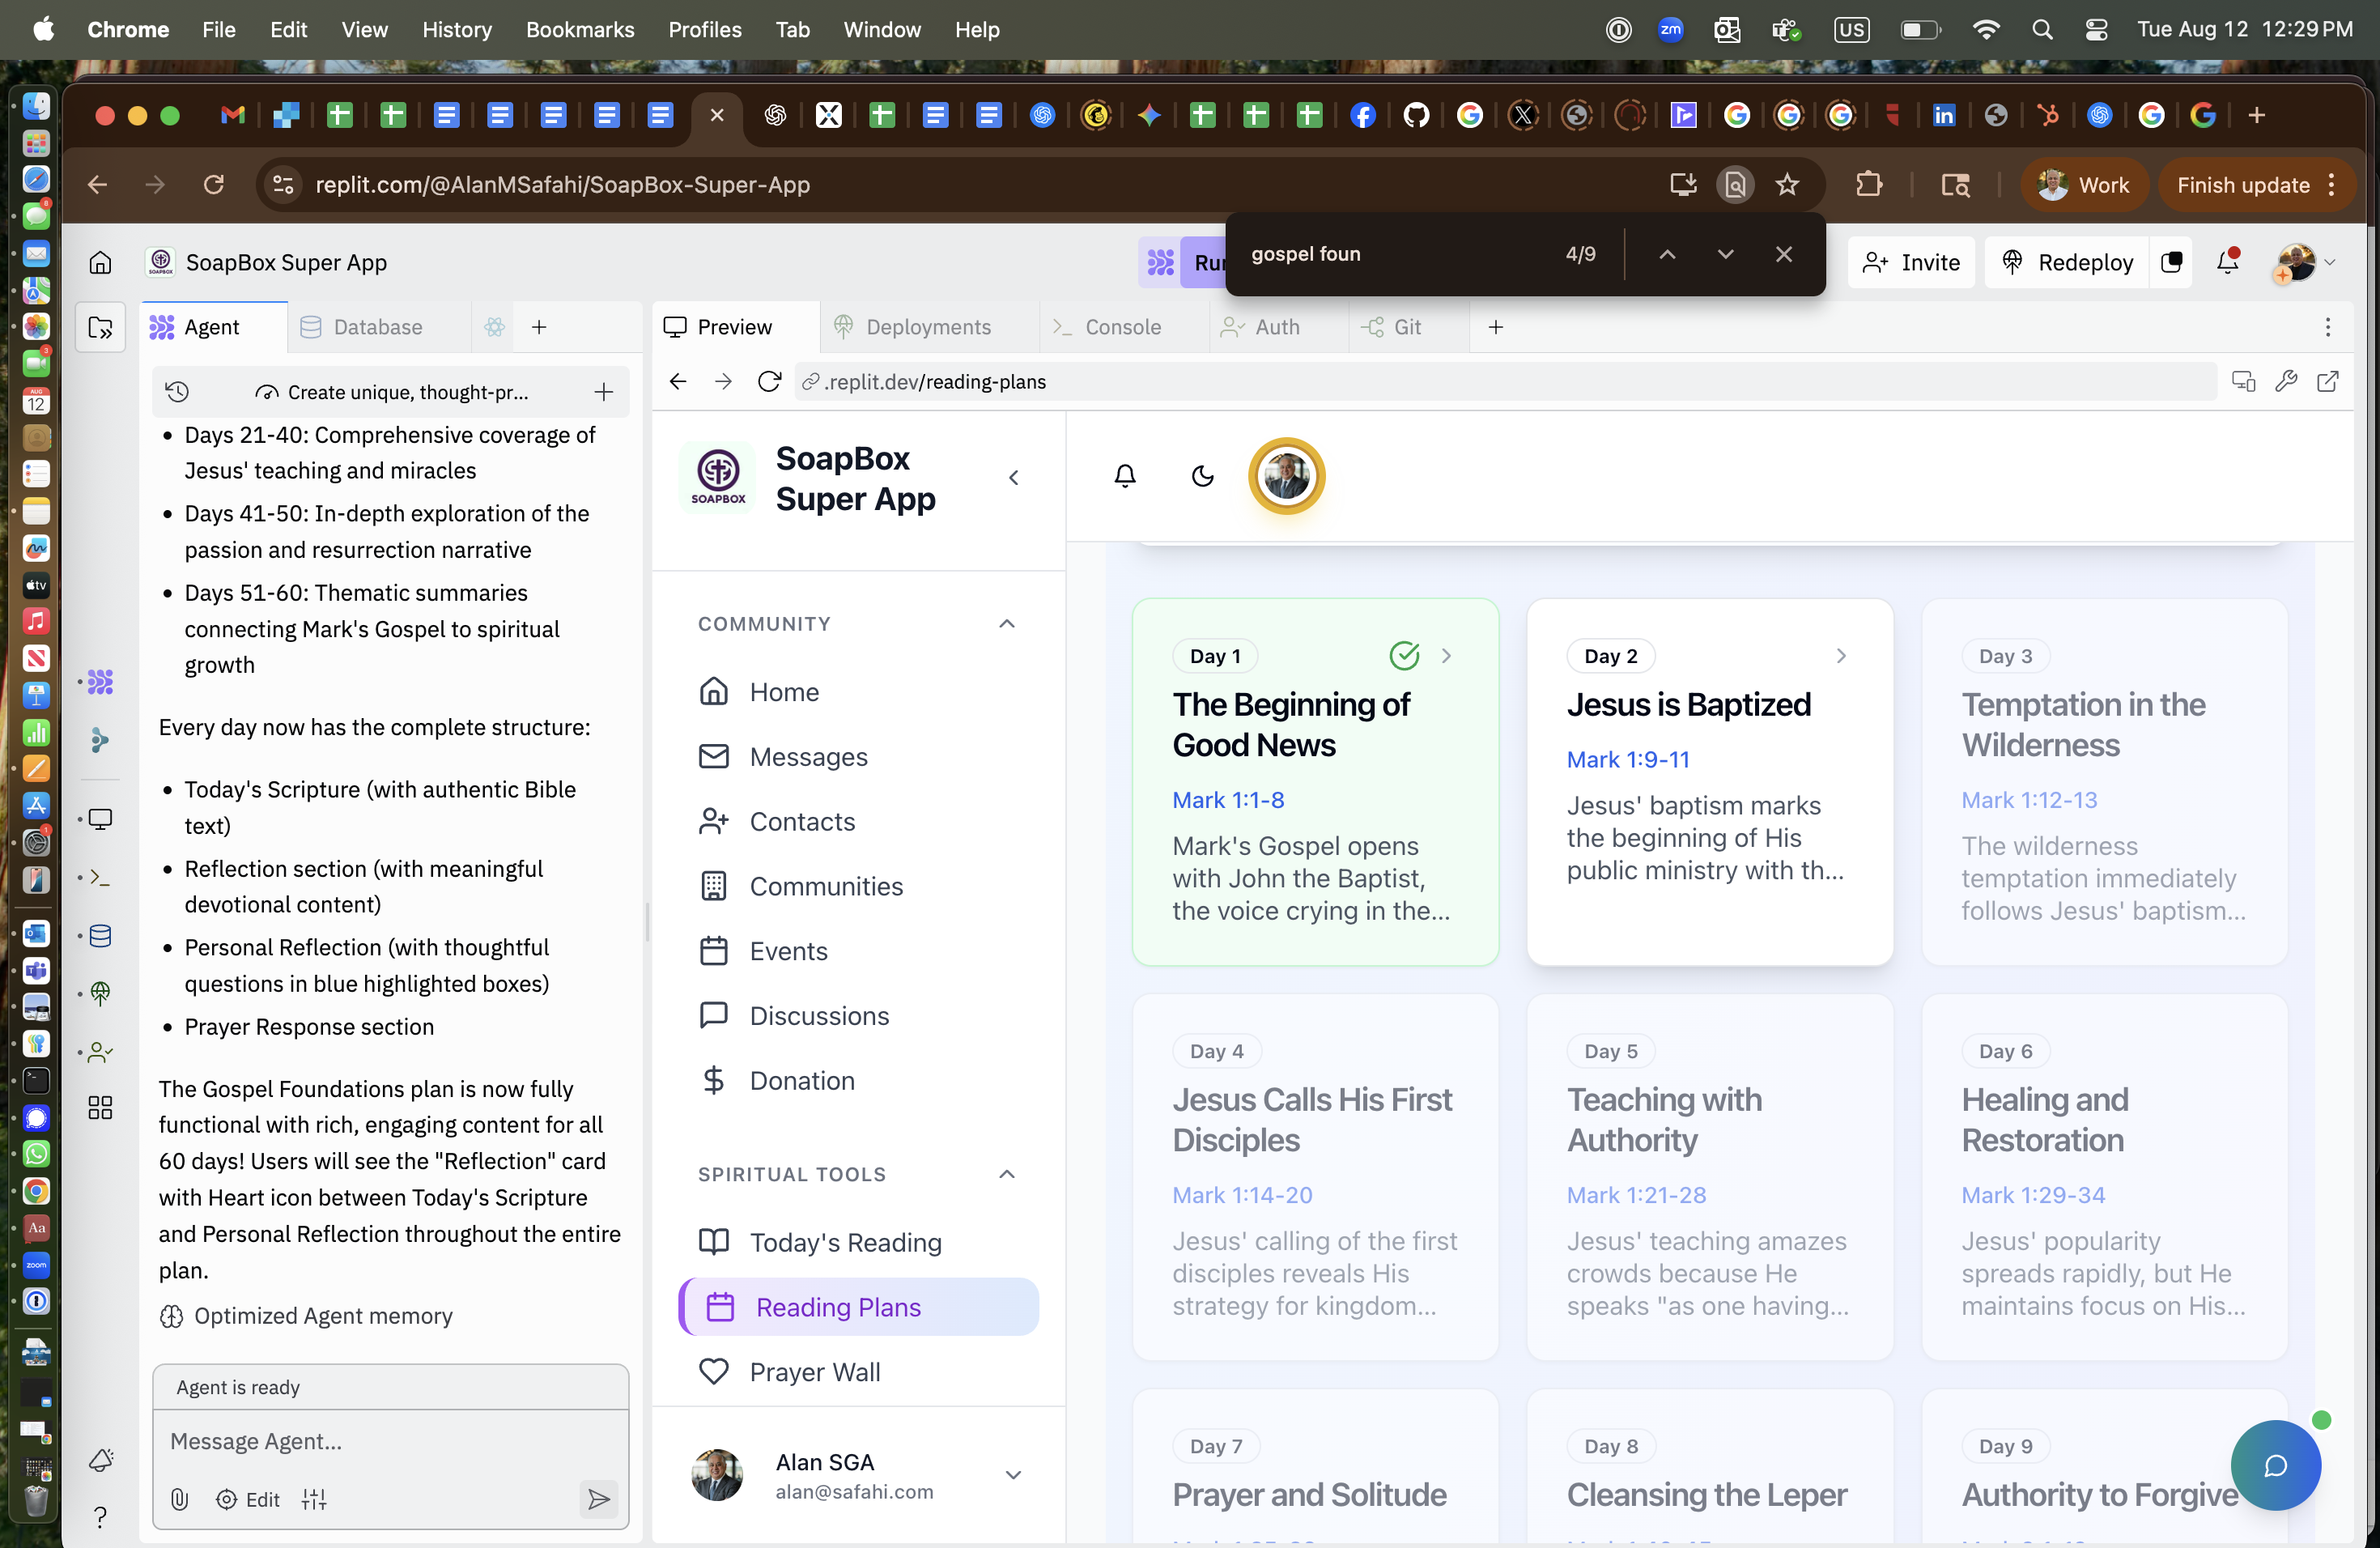 Chrome File Edit View History Bookmarks Profiles Tab Window Help
zm US Tue Aug 12 12:29 PM
replit.com/@AlanMSafahi/SoapBox-Super-App
Work Finish update
gospel foun 4/9
SOAPBOX SoapBox Super App
Run
Invite Redeploy
Agent Database
Preview Deployments Console Auth Git
Create unique, thought-pr...
.replit.dev/reading-plans
• Days 21-40: Comprehensive coverage of
Jesus' teaching and miracles
• Days 41-50: In-depth exploration of the
passion and resurrection narrative
• Days 51-60: Thematic summaries
connecting Mark's Gospel to spiritual
growth
Every day now has the complete structure:
• Today's Scripture (with authentic Bible
text)
• Reflection section (with meaningful
devotional content)
• Personal Reflection (with thoughtful
questions in blue highlighted boxes)
• Prayer Response section
The Gospel Foundations plan is now fully
functional with rich, engaging content for all
60 days! Users will see the "Reflection" card
with Heart icon between Today's Scripture
and Personal Reflection throughout the entire
plan.
Optimized Agent memory
Agent is ready
Message Agent...
Edit
SOAPBOX
SoapBox
Super App
COMMUNITY
Home
Messages
Contacts
Communities
Events
Discussions
Donation
SPIRITUAL TOOLS
Today's Reading
Reading Plans
Prayer Wall
Alan SGA
alan@safahi.com
Day 1
The Beginning of
Good News
Mark 1:1-8
Mark's Gospel opens
with John the Baptist,
the voice crying in the...
Day 2
Jesus is Baptized
Mark 1:9-11
Jesus' baptism marks
the beginning of His
public ministry with th...
Day 3
Temptation in the
Wilderness
Mark 1:12-13
The wilderness
temptation immediately
follows Jesus' baptism...
Day 4
Jesus Calls His First
Disciples
Mark 1:14-20
Jesus' calling of the first
disciples reveals His
strategy for kingdom...
Day 5
Teaching with
Authority
Mark 1:21-28
Jesus' teaching amazes
crowds because He
speaks "as one having...
Day 6
Healing and
Restoration
Mark 1:29-34
Jesus' popularity
spreads rapidly, but He
maintains focus on His...
Day 7
Prayer and Solitude
Day 8
Cleansing the Leper
Day 9
Authority to Forgive
8
3
AUG
12
tv
1
Aa
zoom